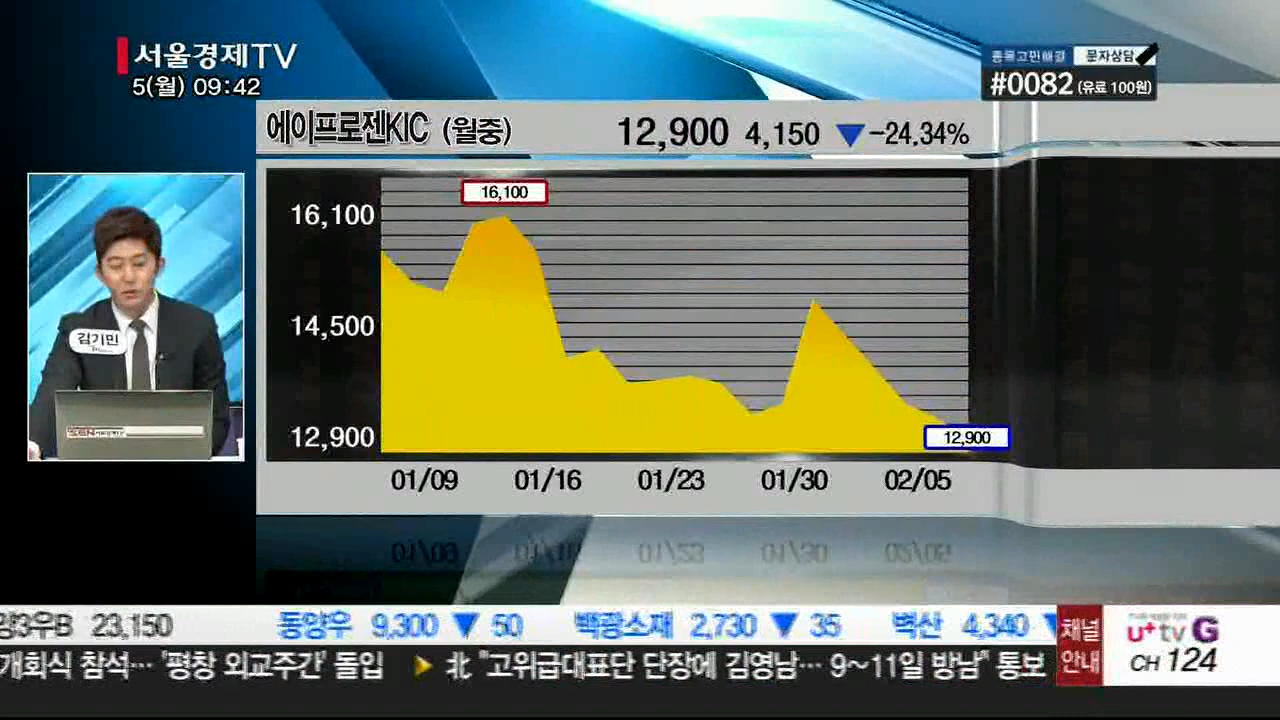 서울경제TV
5(월) 09:42
종목고민해결 문자상담
#0082 (유료 100원)
에이프로젠KIC (월중) 12,900 4,150 ▼ -24.34%
16,100
16,100
14,500
12,900
12,900
01/09 01/16 01/23 01/30 02/05
김기민
SEN
양3우B 23,150 동양우 9,300 ▼ 50 백광소재 2,730 ▼ 35 벽산 4,340 ▼
개회식 참석… '평창 외교주간' 돌입 ▶ 北 "고위급대표단 단장에 김영남… 9~11일 방남" 통보
채널
안내
U+tv G
CH 124